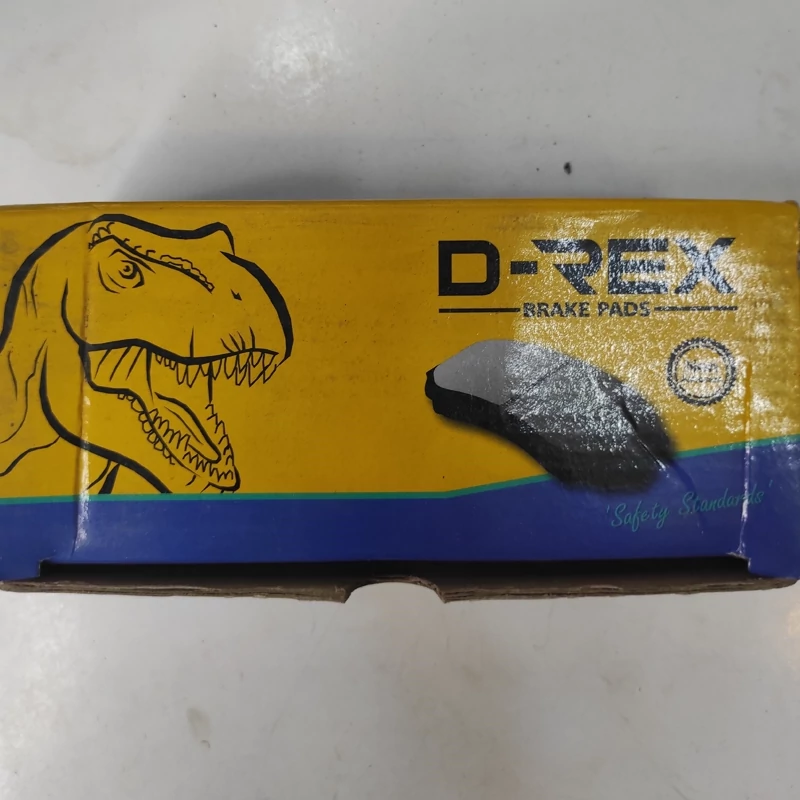 D-REX
BRAKE PADS
'Safety Standards'